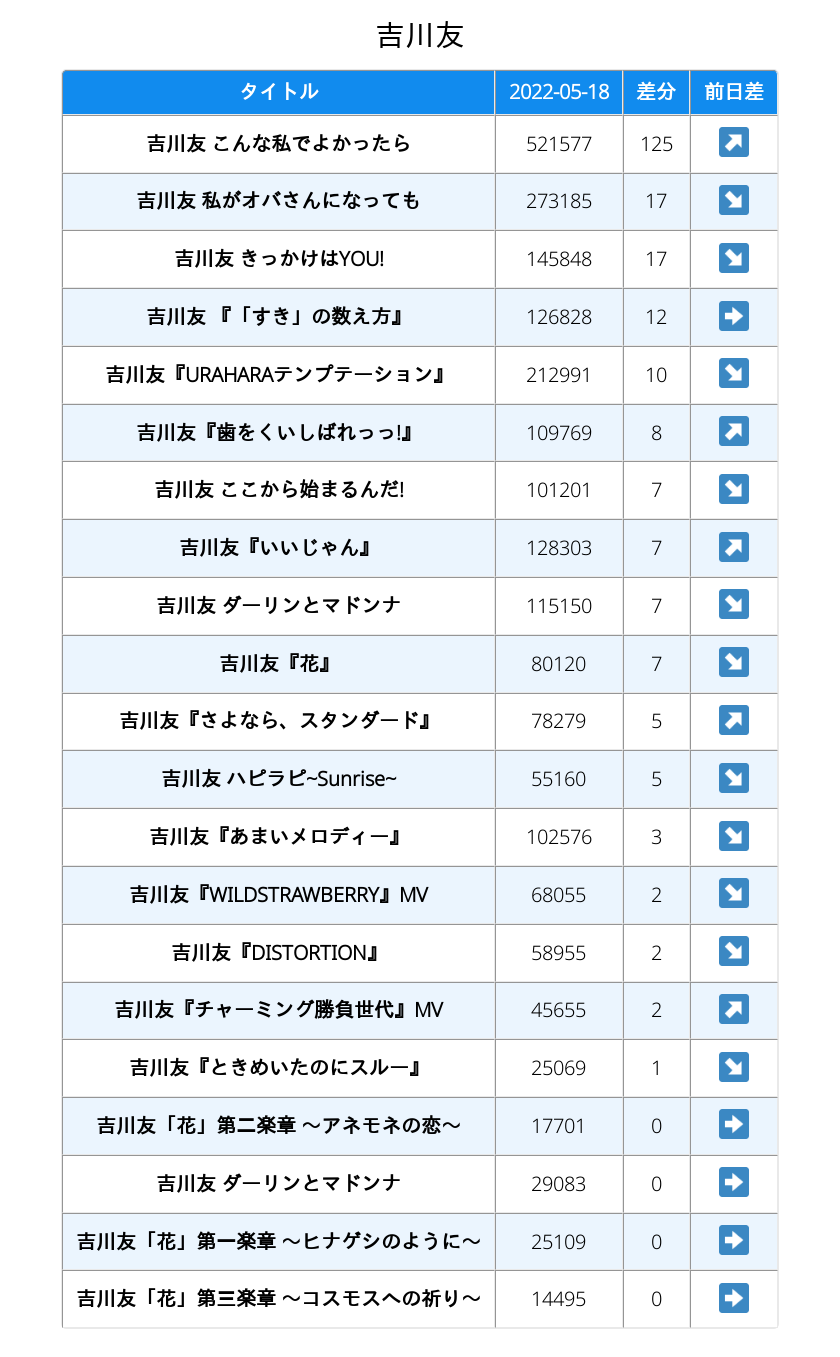 吉川友
タイトル 2022-05-18 差分 前日差
吉川友 こんな私でよかったら 521577 125 ↗
吉川友 私がオバさんになっても 273185 17 ↘
吉川友 きっかけはYOU! 145848 17 ↘
吉川友 『「すき」の数え方』 126828 12 ➡
吉川友『URAHARAテンプテーション』 212991 10 ↘
吉川友『歯をくいしばれっっ!』 109769 8 ↗
吉川友 ここから始まるんだ! 101201 7 ↘
吉川友『いいじゃん』 128303 7 ↗
吉川友 ダーリンとマドンナ 115150 7 ↘
吉川友『花』 80120 7 ↘
吉川友『さよなら、スタンダード』 78279 5 ↗
吉川友 ハピラピ~Sunrise~ 55160 5 ↘
吉川友『あまいメロディー』 102576 3 ↘
吉川友『WILDSTRAWBERRY』MV 68055 2 ↘
吉川友『DISTORTION』 58955 2 ↘
吉川友『チャーミング勝負世代』MV 45655 2 ↗
吉川友『ときめいたのにスルー』 25069 1 ↘
吉川友「花」第二楽章 〜アネモネの恋〜 17701 0 ➡
吉川友 ダーリンとマドンナ 29083 0 ➡
吉川友「花」第一楽章 〜ヒナゲシのように〜 25109 0 ➡
吉川友「花」第三楽章 〜コスモスへの祈り〜 14495 0 ➡